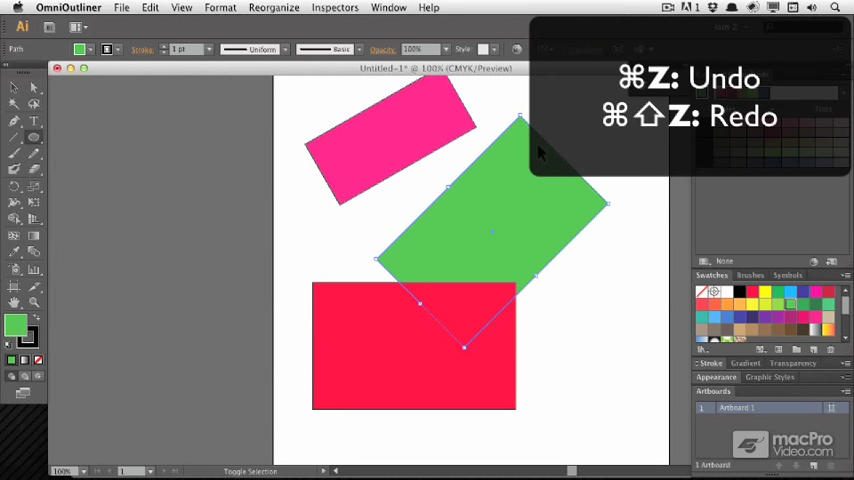 OmniOutliner File Edit View Format Reorganize Inspectors Window Help
Ai
Path Stroke: 1 pt Uniform Basic Opacity: 100% Style:
Untitled-1* @ 100% (CMYK/Preview)
⌘Z: Undo
⌘⇧Z: Redo
None
Swatches Brushes Symbols
Stroke Gradient Transparency
Appearance Graphic Styles
Artboards
1 Artboard 1
macPro
Video.com
1 Artboard
100% 1 Toggle Selection